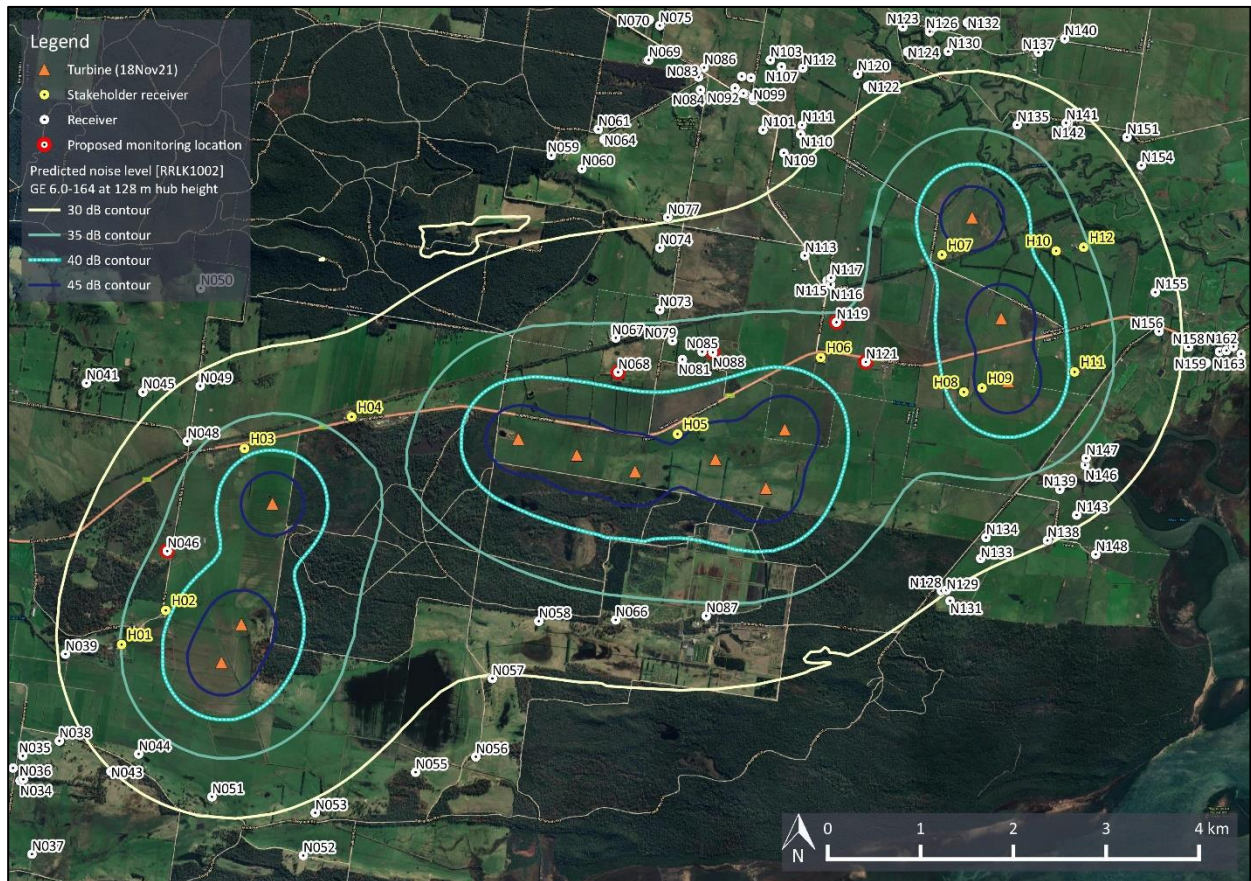 Legend
Turbine (18Nov21)
Stakeholder receiver
Receiver
Proposed monitoring location
Predicted noise level [RRLK1002]
GE 6.0-164 at 128 m hub height
30 dB contour
35 dB contour
40 dB contour
45 dB contour
N070
N075
N069
N086
N083
N084
N092
N099
N103
N107
N112
N120
N122
N123
N126
N132
N124
N130
N137
N140
N061
N064
N059
N060
N101
N111
N110
N109
N135
N141
N142
N151
N154
N077
N074
N113
N117
N115
N116
N119
H07
H10
H12
N050
N073
N067
N079
N085
N068
N081
N088
H06
N121
N155
N156
N158
N162
N159
N163
H08
H09
H11
N041
N045
N049
H04
N048
H03
H05
N147
N146
N139
N143
N134
N138
N133
N148
N046
H02
H01
N039
N058
N066
N087
N128
N129
N131
N057
N038
N035
N036
N034
N044
N043
N051
N053
N055
N056
N037
N052
N
0
1
2
3
4 km